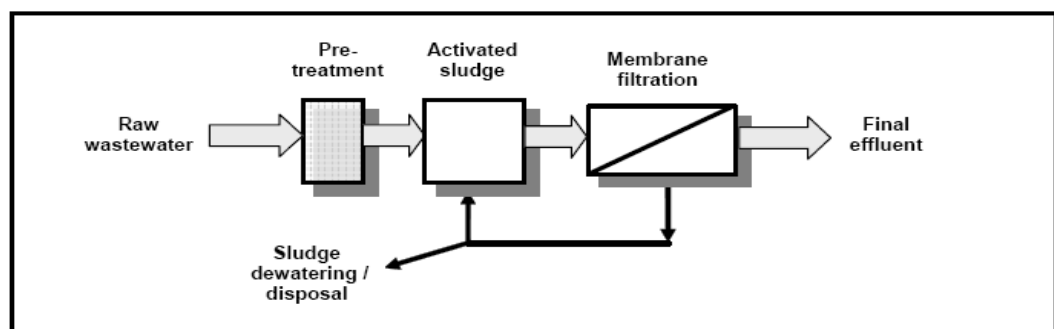 Pre-
treatment
Activated
sludge
Membrane
filtration
Raw
wastewater
Final
effluent
Sludge
dewatering /
disposal